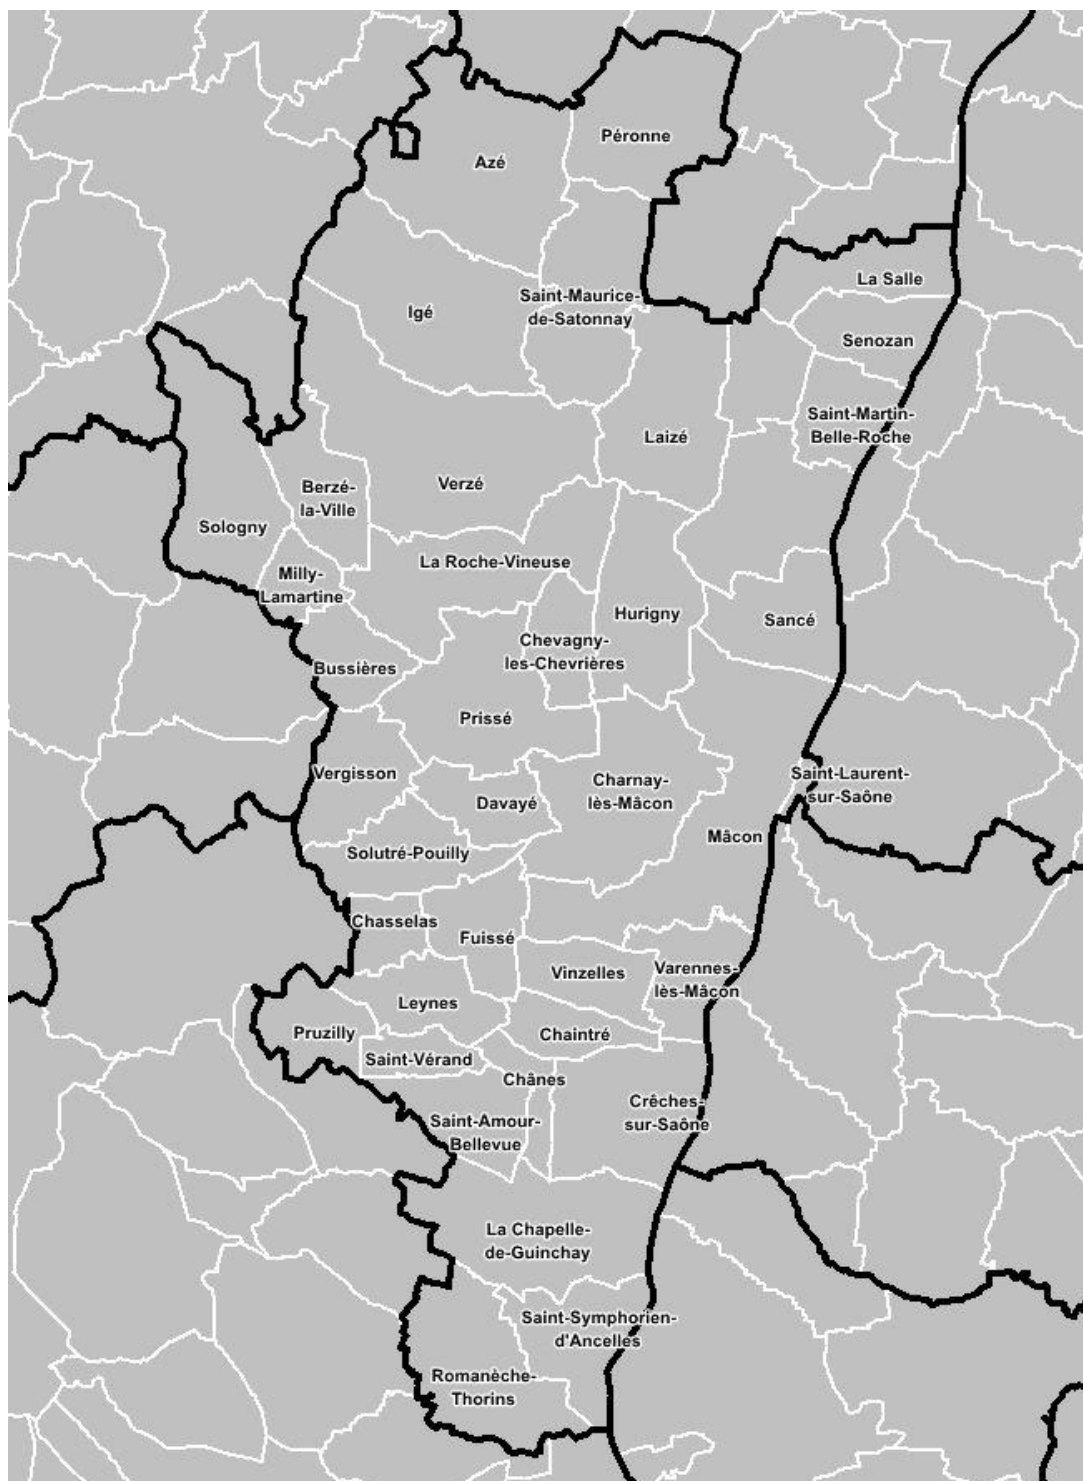 Péronne
Azé
La Salle
Saint-Maurice-
de-Satonnay
Igé
Senozan
Saint-Martin-
Belle-Roche
Laizé
Verzé
Berzé-
la-Ville
Sologny
La Roche-Vineuse
Milly-
Lamartine
Hurigny
Sancé
Chevagny-
les-Chevrières
Bussières
Prissé
Vergisson
Saint-Laurent-
sur-Saône
Charnay-
lès-Mâcon
Davayé
Mâcon
Solutré-Pouilly
Chasselas
Fuissé
Vinzelles
Varennes-
lès-Mâcon
Leynes
Pruzilly
Chaintré
Saint-Vérand
Chânes
Crêches-
sur-Saône
Saint-Amour-
Bellevue
La Chapelle-
de-Guinchay
Saint-Symphorien-
d'Ancelles
Romanèche-
Thorins